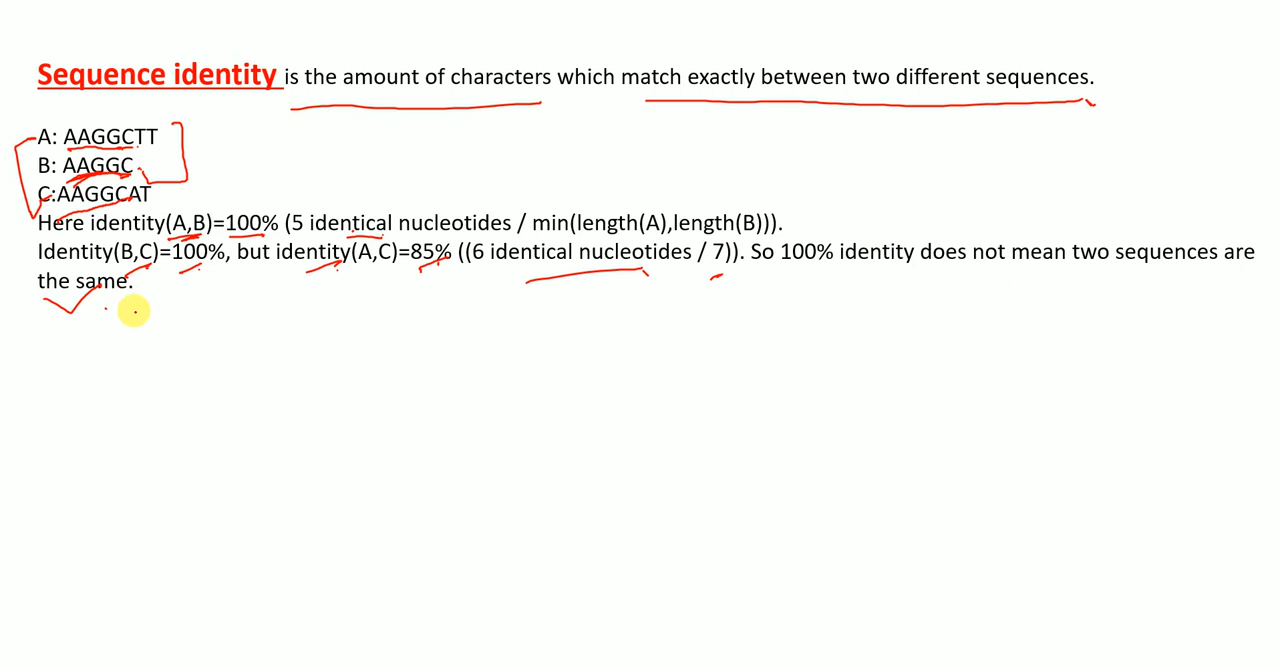 Sequence identity is the amount of characters which match exactly between two different sequences.
A: AAGGCTT
B: AAGGC
C:AAGGCAT
Here identity(A,B)=100% (5 identical nucleotides / min(length(A),length(B))).
Identity(B,C)=100%, but identity(A,C)=85% ((6 identical nucleotides / 7)). So 100% identity does not mean two sequences are
the same.